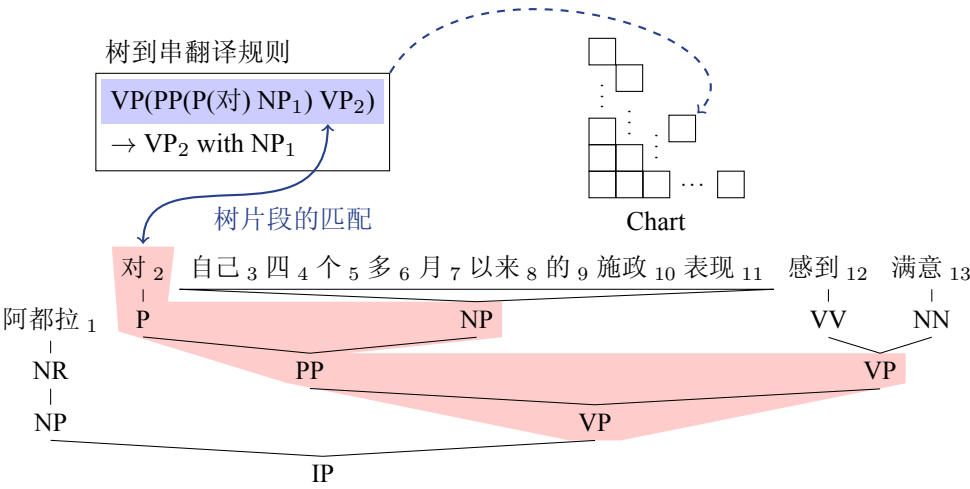 树到串翻译规则
VP(PP(P(对) NP₁) VP₂)
→ VP₂ with NP₁
树片段的匹配
Chart
对 ₂ 自己 ₃ 四 ₄ 个 ₅ 多 ₆ 月 ₇ 以来 ₈ 的 ₉ 施政 ₁₀ 表现 ₁₁ 感到 ₁₂ 满意 ₁₃
阿都拉 ₁ P NP VV NN
NR PP VP
NP VP
IP